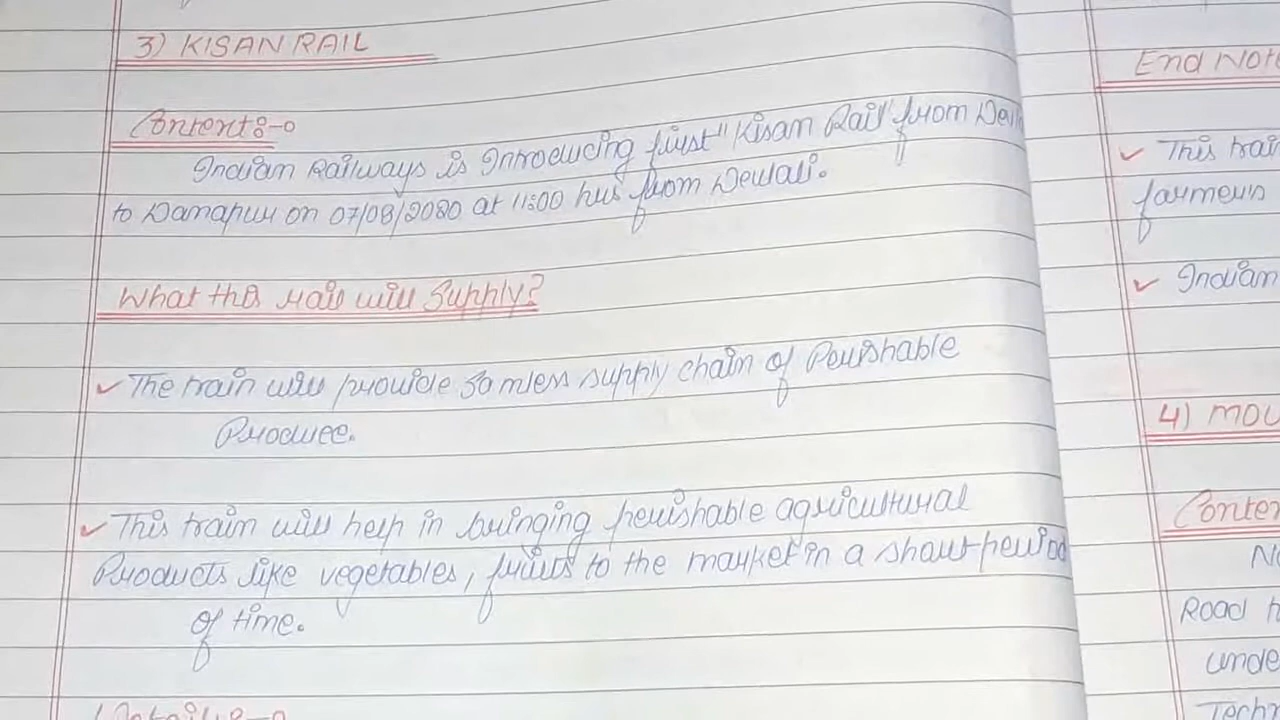 3) KISAN RAIL
Content:-
Indian Railways is Introducing first "Kisan Rail" from
to Danapur on 07/08/2020 at 11:00 hrs from Devlali.
What this rail will Supply?
✓ The train will provide Samless supply chain of Perishable
Produce.
✓ This train will help in bringing perishable agricultural
Products like vegetables, fruits to the market in a short period
of time.
End Note
✓ This trai
farmers
✓ Indian
4) MOU
Conten
Road
unde
Techn